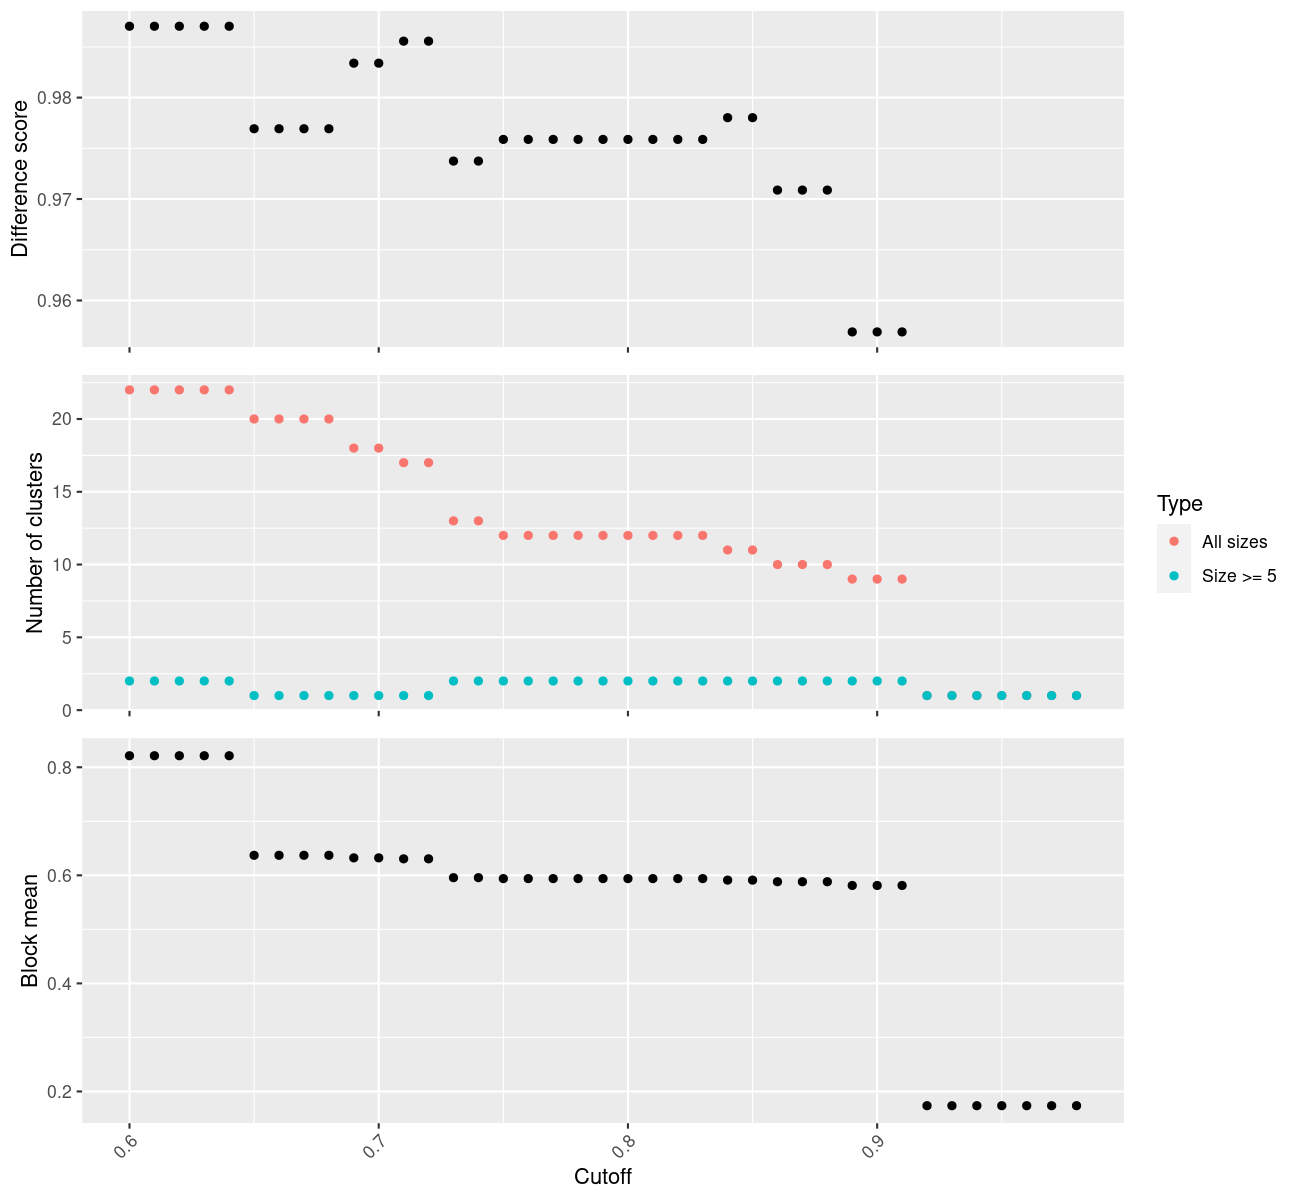 Difference score
0.98
0.97
0.96
Number of clusters
20
15
10
5
0
Type
All sizes
Size >= 5
Block mean
0.8
0.6
0.4
0.2
0.6
0.7
0.8
0.9
Cutoff